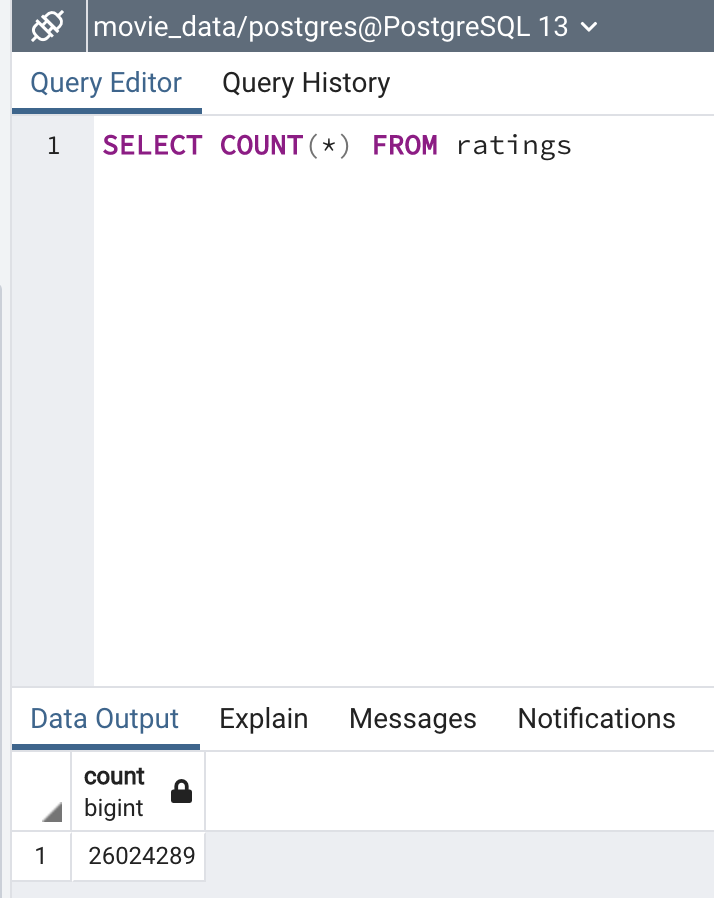 movie_data/postgres@PostgreSQL 13
Query Editor Query History
1 SELECT COUNT(*) FROM ratings
Data Output Explain Messages Notifications
count
bigint
1 26024289